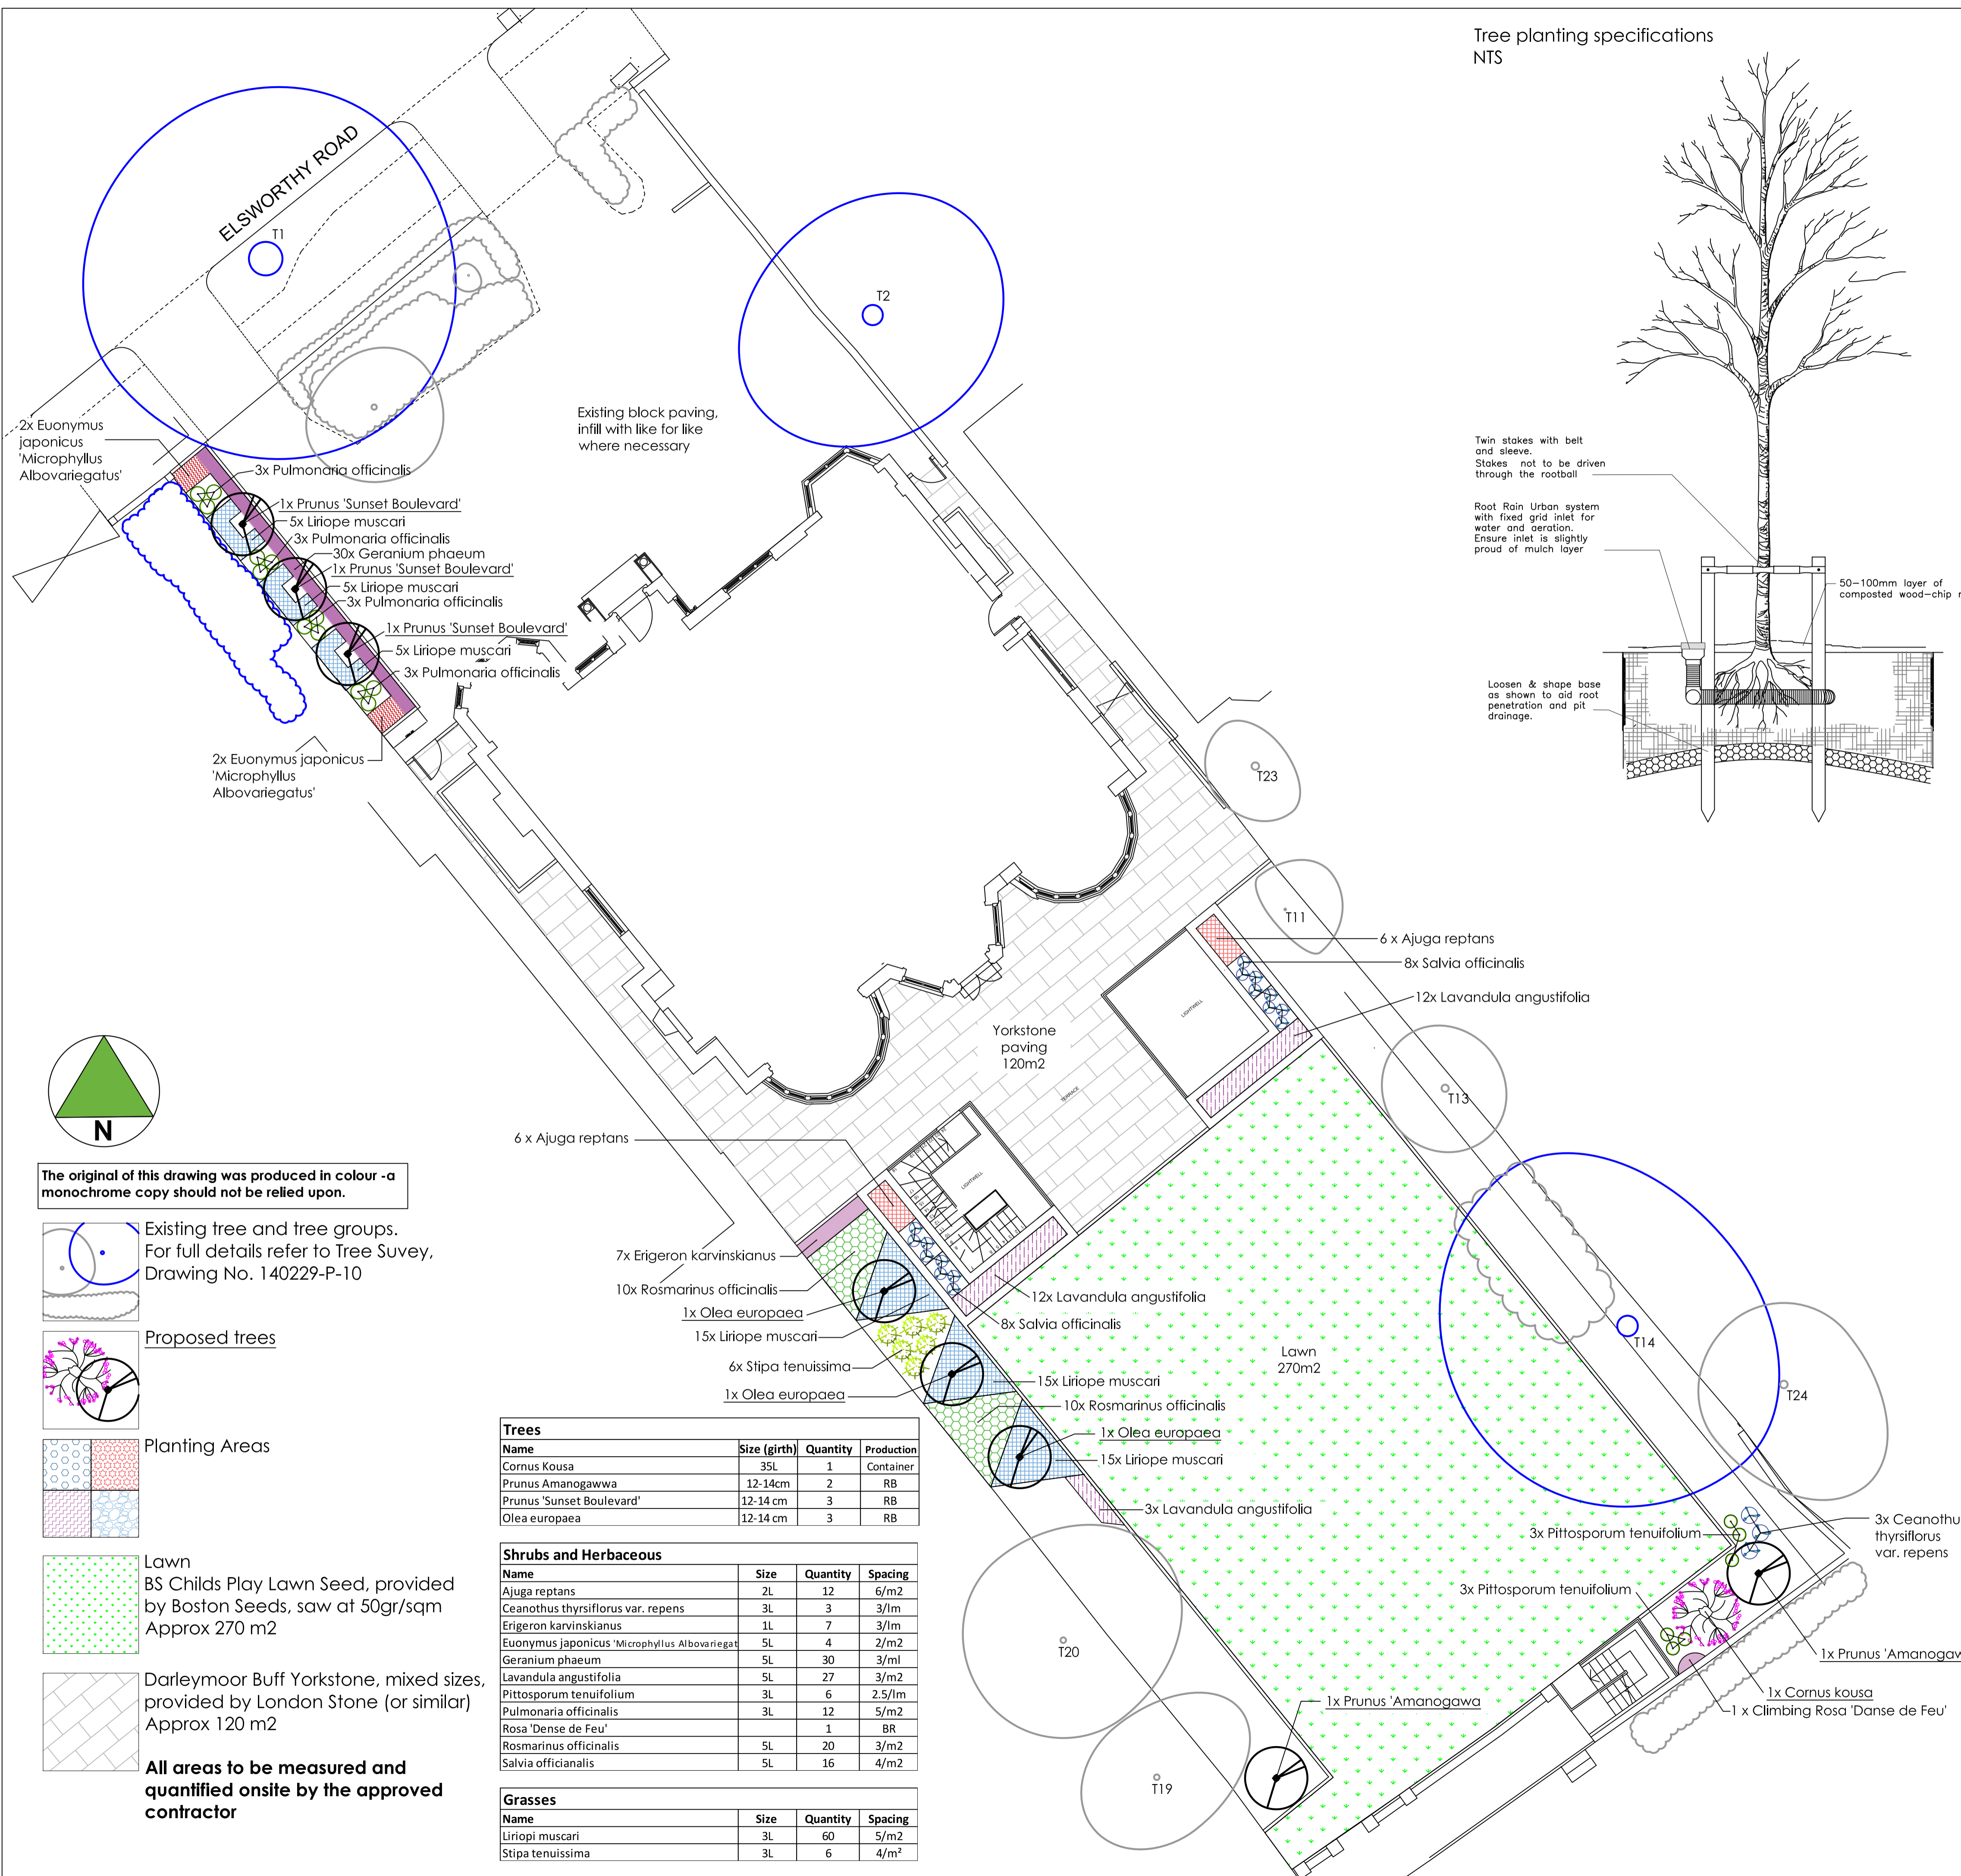 Tree planting specifications
NTS
ELSWORTHY ROAD
T1
T2
Existing block paving,
infill with like for like
where necessary
2x Euonymus
japonicus
'Microphyllus
Albovariegatus'
3x Pulmonaria officinalis
1x Prunus 'Sunset Boulevard'
5x Liriope muscari
3x Pulmonaria officinalis
30x Geranium phaeum
1x Prunus 'Sunset Boulevard'
5x Liriope muscari
3x Pulmonaria officinalis
1x Prunus 'Sunset Boulevard'
5x Liriope muscari
3x Pulmonaria officinalis
2x Euonymus japonicus
'Microphyllus
Albovariegatus'
Twin stakes with belt
and sleeve.
Stakes not to be driven
through the rootball
Root Rain Urban system
with fixed grid inlet for
water and aeration.
Ensure inlet is slightly
proud of mulch layer
50-100mm layer of
composted wood-chip
Loosen & shape base
as shown to aid root
penetration and pit
drainage.
T23
T11
6 x Ajuga reptans
8x Salvia officinalis
12x Lavandula angustifolia
LIGHTWELL
Yorkstone
paving
120m2
TERRACE
T13
N
6 x Ajuga reptans
LIGHTWELL
The original of this drawing was produced in colour -a
monochrome copy should not be relied upon.
Existing tree and tree groups.
For full details refer to Tree Suvey,
Drawing No. 140229-P-10
Proposed trees
Planting Areas
Lawn
BS Childs Play Lawn Seed, provided
by Boston Seeds, saw at 50gr/sqm
Approx 270 m2
Darleymoor Buff Yorkstone, mixed sizes,
provided by London Stone (or similar)
Approx 120 m2
All areas to be measured and
quantified onsite by the approved
contractor
7x Erigeron karvinskianus
10x Rosmarinus officinalis
1x Olea europaea
15x Liriope muscari
6x Stipa tenuissima
1x Olea europaea
12x Lavandula angustifolia
8x Salvia officinalis
15x Liriope muscari
10x Rosmarinus officinalis
1x Olea europaea
15x Liriope muscari
3x Lavandula angustifolia
Lawn
270m2
T14
T24
3x Pittosporum tenuifolium
3x Ceanothu
thyrsiflorus
var. repens
3x Pittosporum tenuifolium
1x Prunus 'Amanogaw
1x Cornus kousa
1 x Climbing Rosa 'Danse de Feu'
1x Prunus 'Amanogawa
T20
T19
Trees
Name Size (girth) Quantity Production
Cornus Kousa 35L 1 Container
Prunus Amanogawwa 12-14cm 2 RB
Prunus 'Sunset Boulevard' 12-14 cm 3 RB
Olea europaea 12-14 cm 3 RB
Shrubs and Herbaceous
Name Size Quantity Spacing
Ajuga reptans 2L 12 6/m2
Ceanothus thyrsiflorus var. repens 3L 3 3/lm
Erigeron karvinskianus 1L 7 3/lm
Euonymus japonicus 'Microphyllus Albovariegat 5L 4 2/m2
Geranium phaeum 5L 30 3/ml
Lavandula angustifolia 5L 27 3/m2
Pittosporum tenuifolium 3L 6 2.5/lm
Pulmonaria officinalis 3L 12 5/m2
Rosa 'Dense de Feu' 1 BR
Rosmarinus officinalis 5L 20 3/m2
Salvia officianalis 5L 16 4/m2
Grasses
Name Size Quantity Spacing
Liriopi muscari 3L 60 5/m2
Stipa tenuissima 3L 6 4/m²